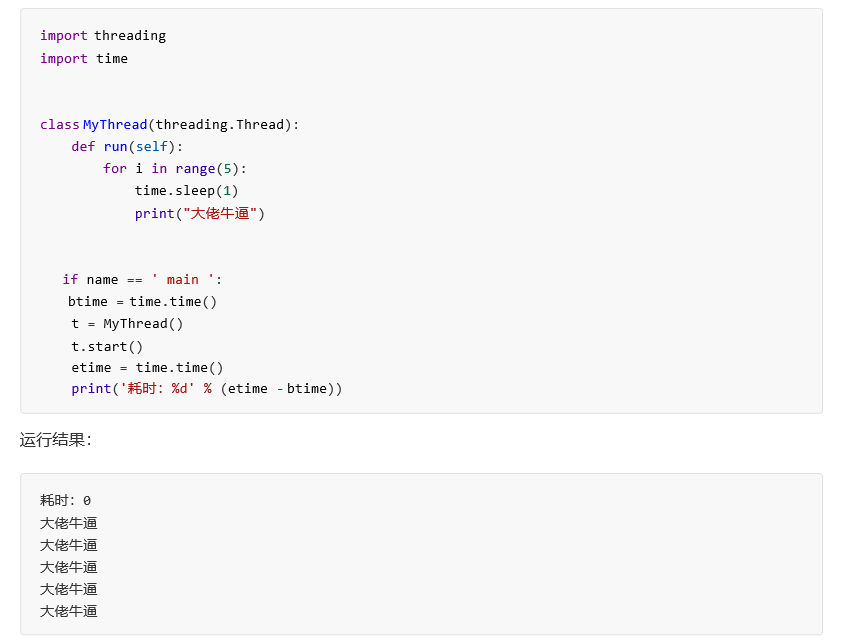 import threading
import time
class MyThread(threading.Thread):
def run(self):
for i in range(5):
time.sleep(1)
print("大佬牛逼")
if name == ' main ':
btime = time.time()
t = MyThread()
t.start()
etime = time.time()
print('耗时：%d' % (etime - btime))
运行结果：
耗时：0
大佬牛逼
大佬牛逼
大佬牛逼
大佬牛逼
大佬牛逼